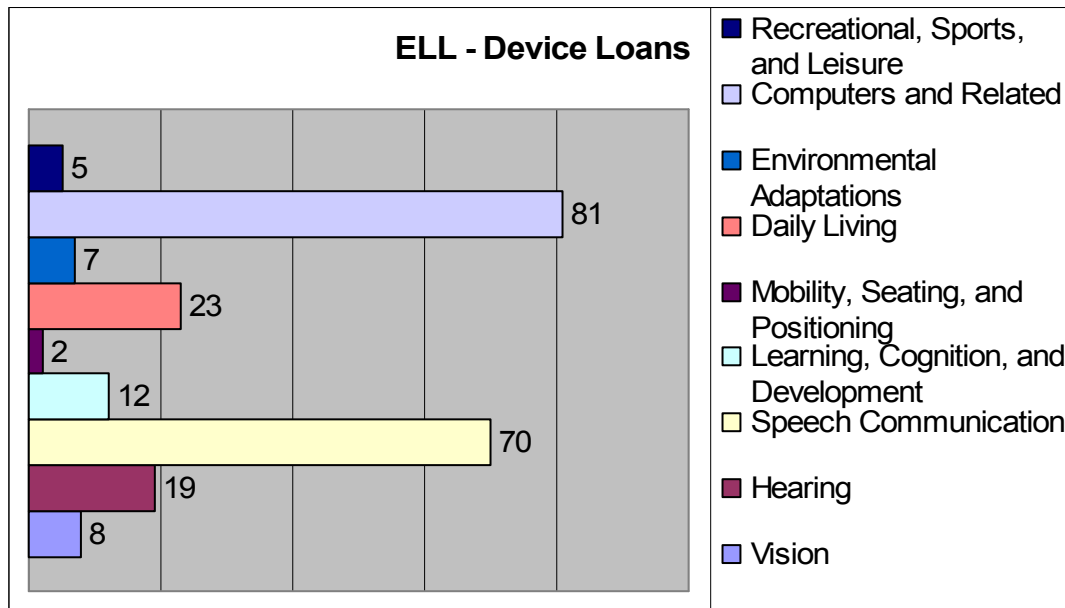 ELL - Device Loans
5
81
7
23
2
12
70
19
8
Recreational, Sports,
and Leisure
Computers and Related
Environmental
Adaptations
Daily Living
Mobility, Seating, and
Positioning
Learning, Cognition, and
Development
Speech Communication
Hearing
Vision